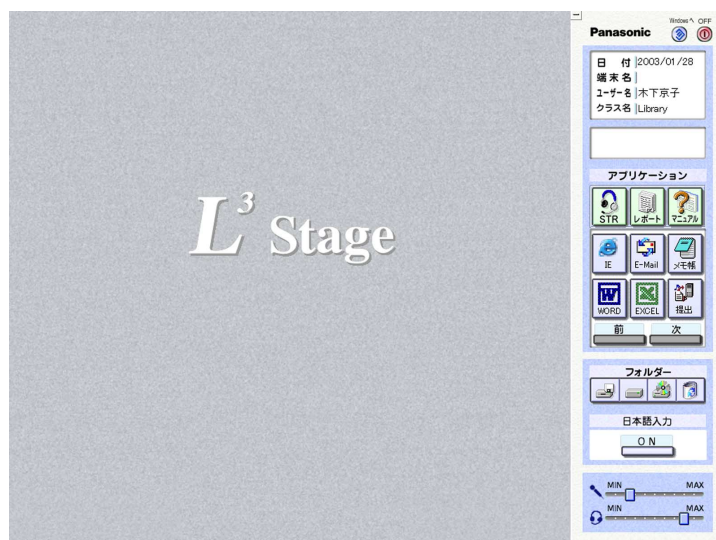 L³ Stage
Windowsへ OFF
Panasonic
日 付 2003/01/28
端末名
ユーザー名 木下京子
クラス名 Library
アプリケーション
STR レポート マニュアル
IE E-Mail メモ帳
WORD EXCEL 提出
前 次
フォルダー
日本語入力
ON
MIN MAX
MIN MAX